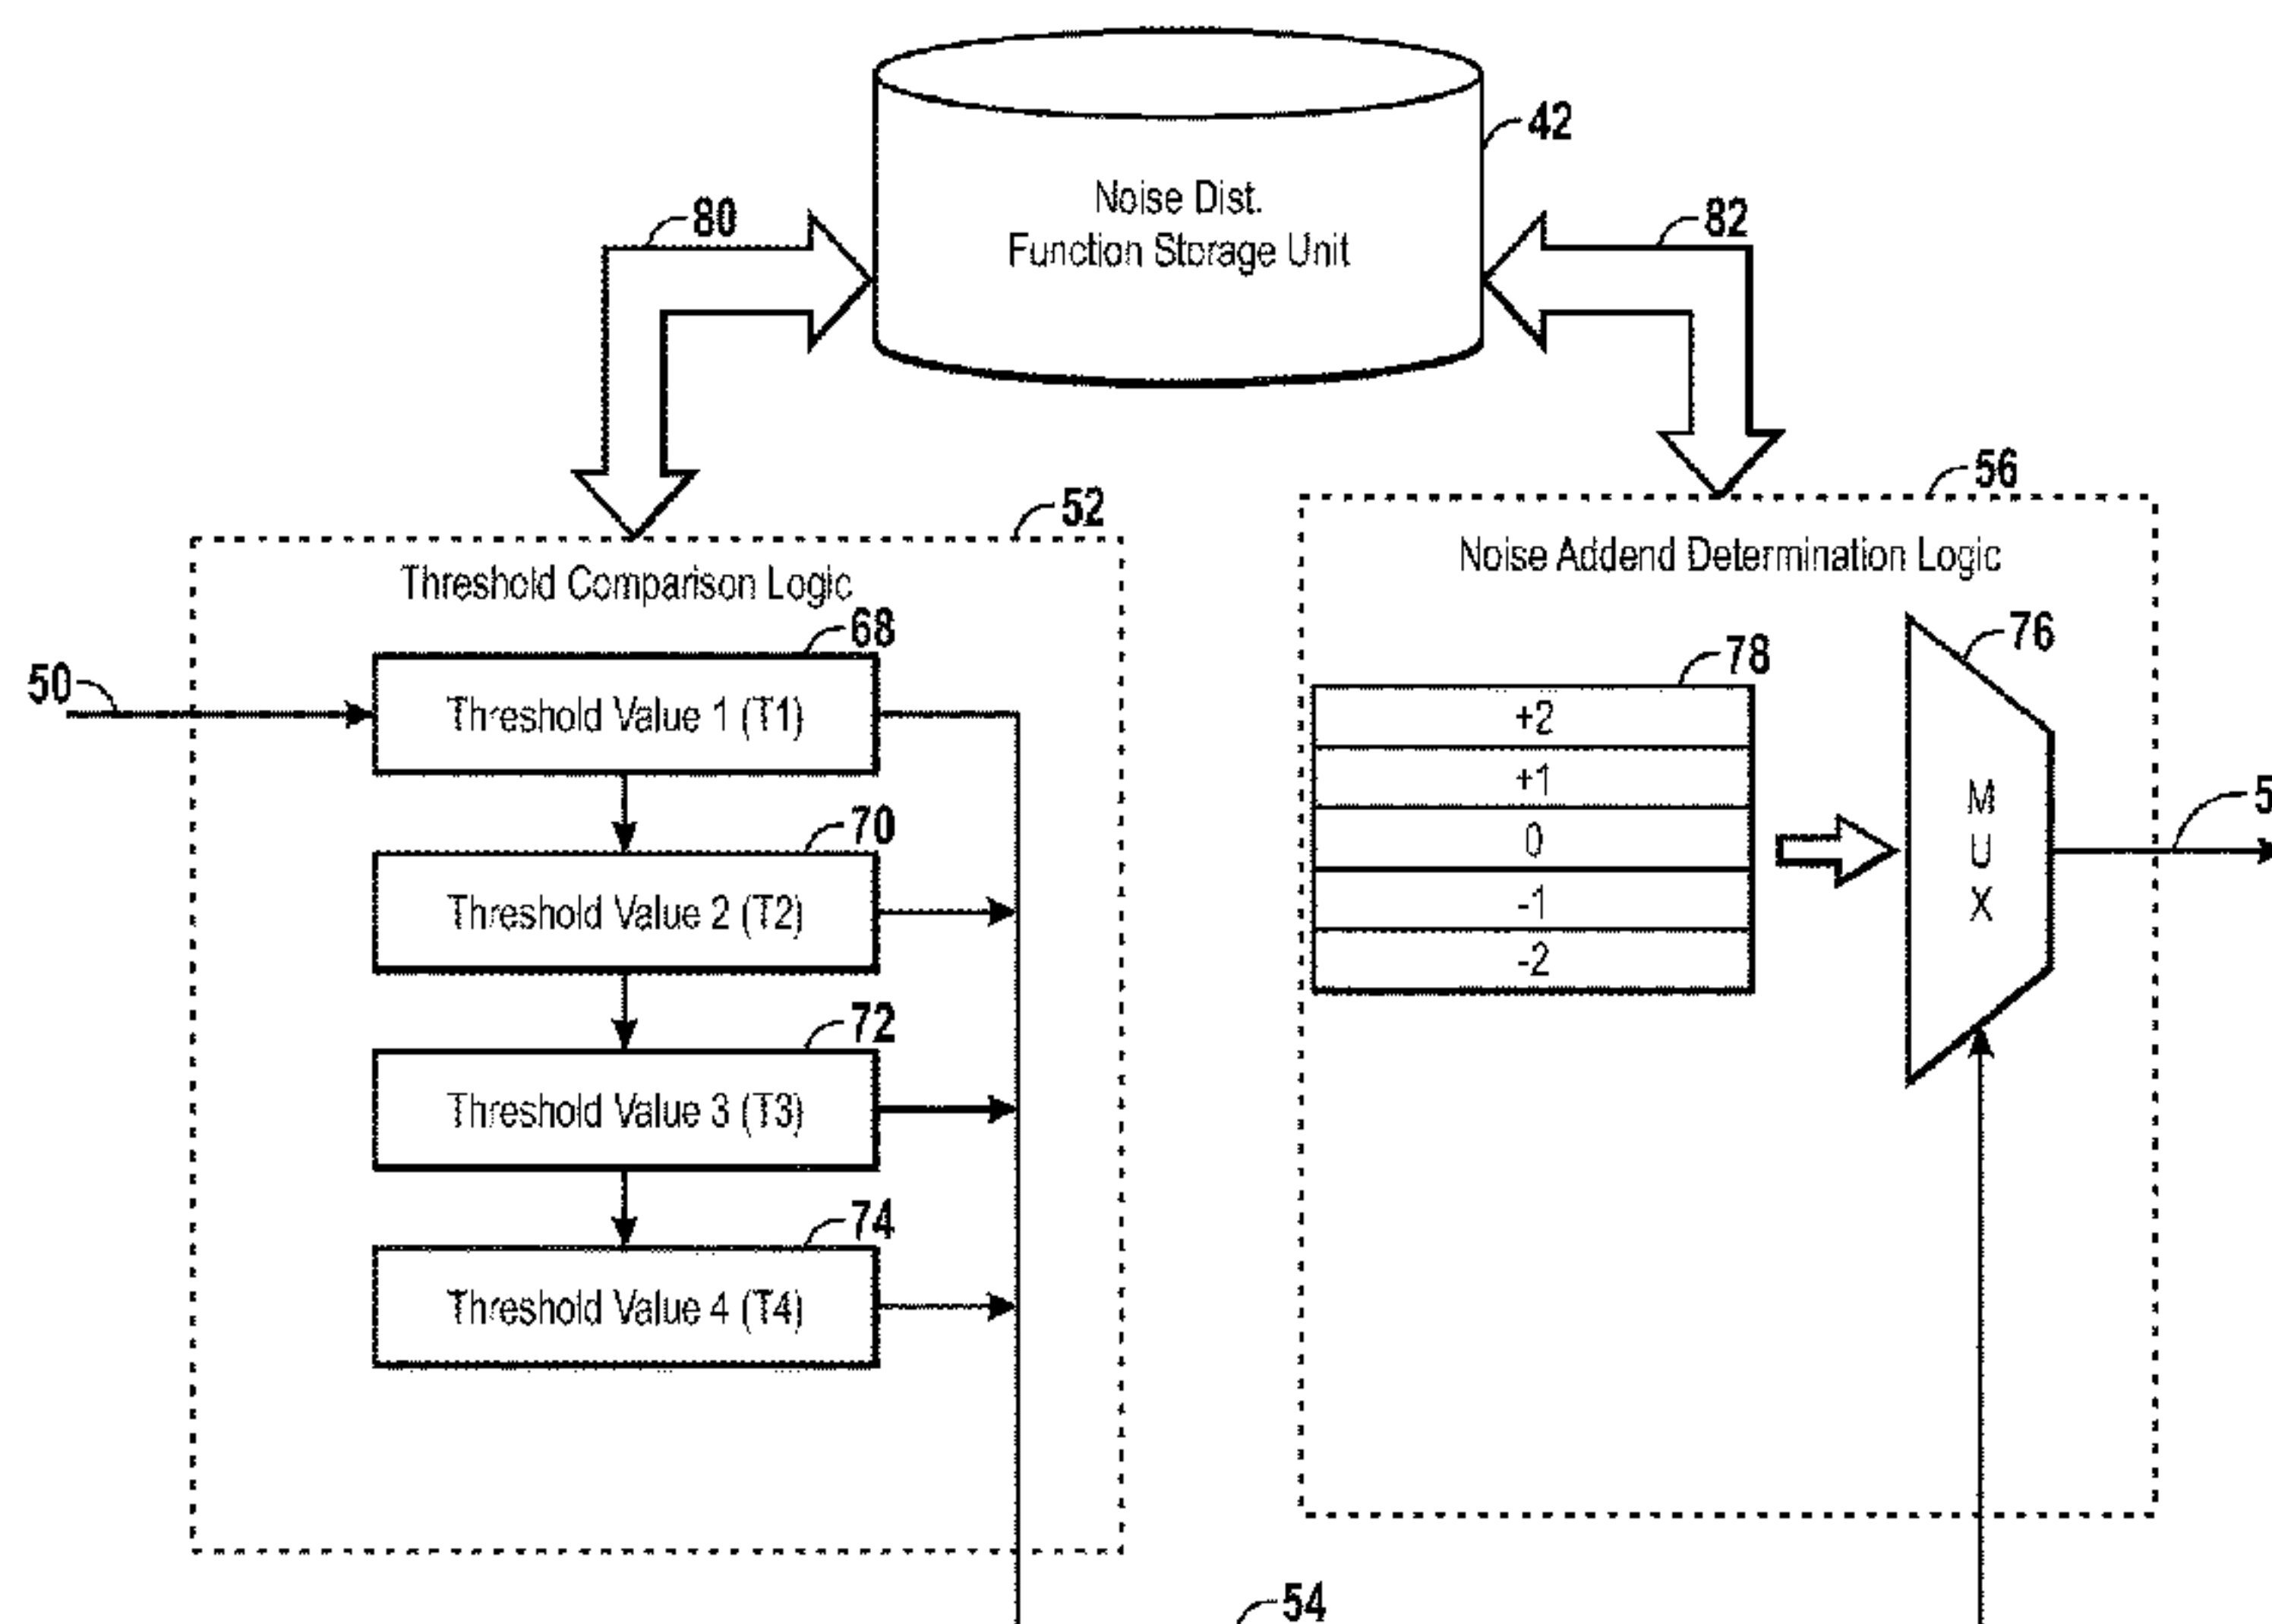 42
Noise Dist.
Function Storage Unit
80
82
52
56
Threshold Comparison Logic
Noise Addend Determination Logic
68
76
50
Threshold Value 1 (T1)
78
+2
+1
0
-1
-2
M
U
X
5
70
Threshold Value 2 (T2)
72
Threshold Value 3 (T3)
74
Threshold Value 4 (T4)
54